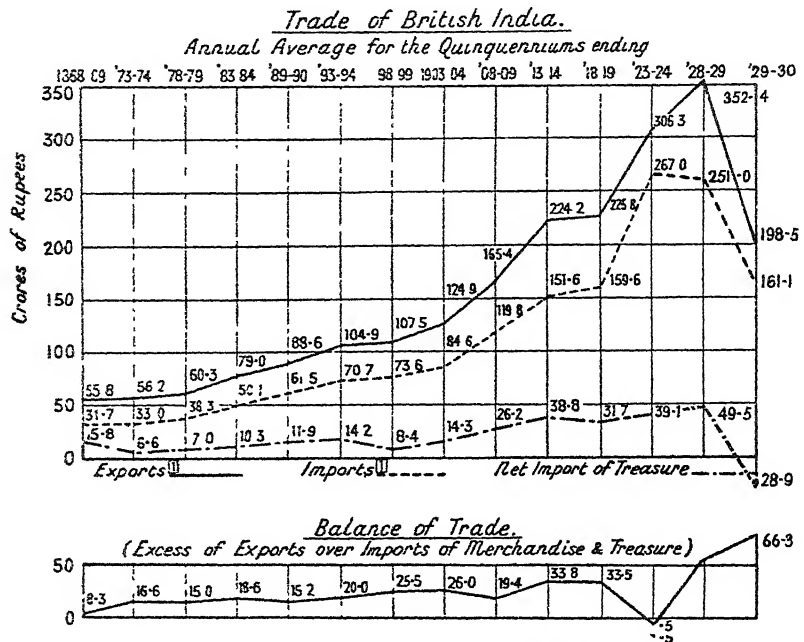 Trade of British India.
Annual Average for the Quinquenniums ending
1368 09 '73-74 '78-79 '83 84 '89-90 '93-94 98 99 1903 04 '08-09 '13 14 '18 19 '23-24 '28-29 '29-30
350
300
250
200
150
100
50
0
Crores of Rupees
55.8 56 2 60.3 79.0 88.6 104.9 107 5 124 9 165.4 224.2 225 8 306 3 352.4 198.5
31.7 33 0 38.3 61.5 70.7 73.6 84 6 119 8 151.6 159.6 267 0 251.0 161.1
15.8 6.6 7 0 10.3 11.9 14 2 8.4 14.3 26.2 38.8 31 7 39.1 49.5 28.9
Exports Imports Net Import of Treasure
Balance of Trade.
(Excess of Exports over Imports of Merchandise & Treasure)
50
0
8.3 16.6 15 0 18.6 15 2 20.0 25.5 26.0 19.4 33 8 33.5 .5 66.3